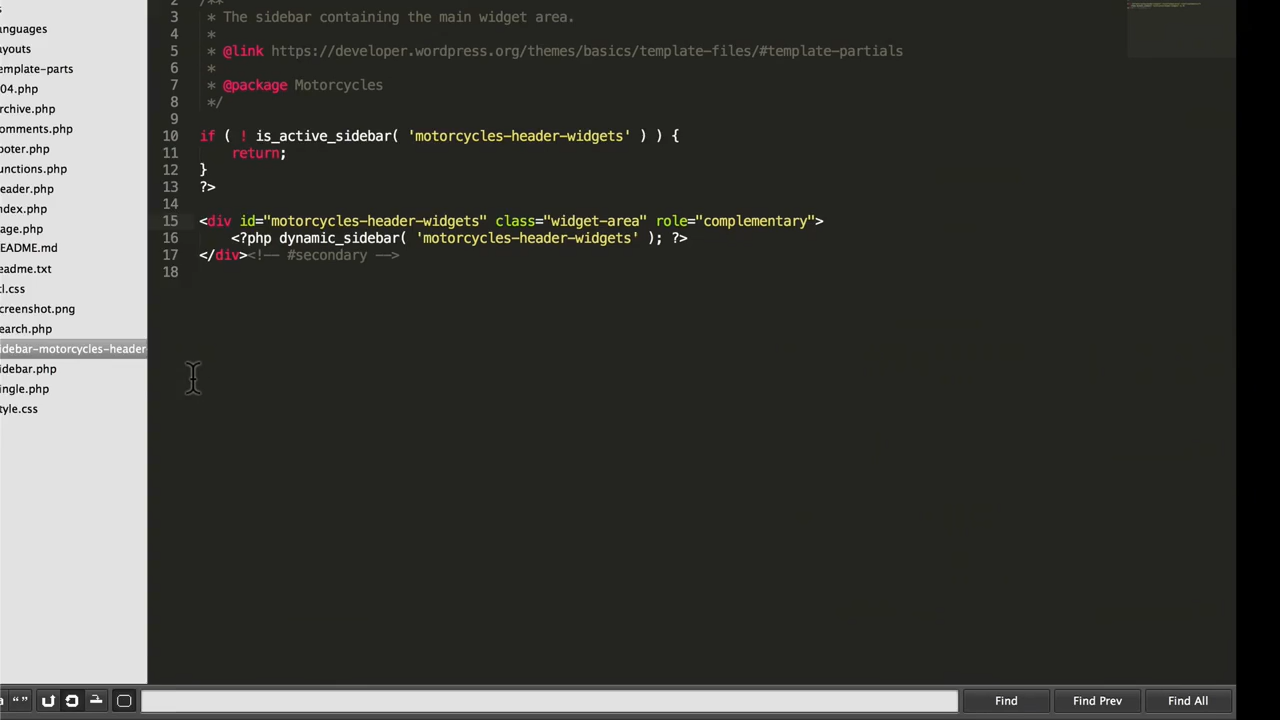 anguages
ayouts
emplate-parts
04.php
rchive.php
omments.php
ooter.php
unctions.php
eader.php
ndex.php
age.php
EADME.md
eadme.txt
tl.css
creenshot.png
earch.php
idebar-motorcycles-header
idebar.php
ingle.php
tyle.css
2 /**
3 * The sidebar containing the main widget area.
4 *
5 * @link https://developer.wordpress.org/themes/basics/template-files/#template-partials
6 *
7 * @package Motorcycles
8 */
9
10 if ( ! is_active_sidebar( 'motorcycles-header-widgets' ) ) {
11 return;
12 }
13 ?>
14
15 <div id="motorcycles-header-widgets" class="widget-area" role="complementary">
16 <?php dynamic_sidebar( 'motorcycles-header-widgets' ); ?>
17 </div><!-- #secondary -->
18
“”
Find
Find Prev
Find All